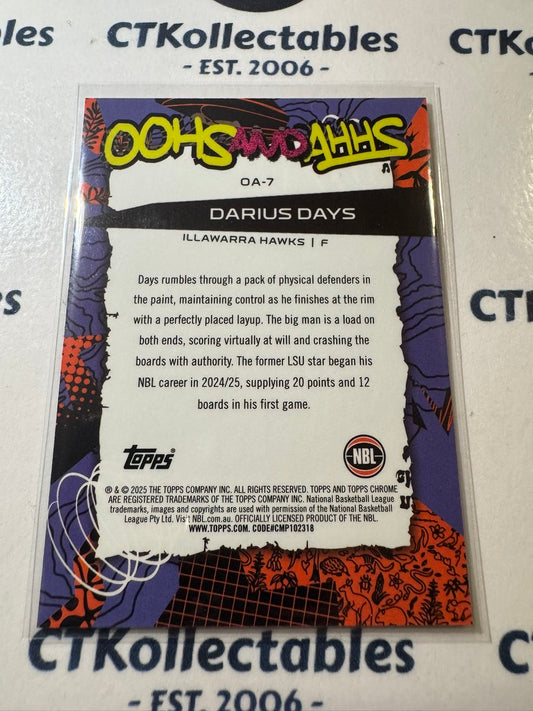 les CTKollectables CTKo
- EST. 2006 -
OOHS AND AHHS
OA-7
DARIUS DAYS
ILLAWARRA HAWKS | F
Days rumbles through a pack of physical defenders in
the paint, maintaining control as he finishes at the rim
with a perfectly placed layup. The big man is a load on
both ends, scoring virtually at will and crashing the
boards with authority. The former LSU star began his
NBL career in 2024/25, supplying 20 points and 12
boards in his first game.
Topps NBL
® & © 2025 THE TOPPS COMPANY INC. ALL RIGHTS RESERVED. TOPPS AND TOPPS CHROME
ARE REGISTERED TRADEMARKS OF THE TOPPS COMPANY INC. National Basketball League
trademarks, images and copyrights are used with permission of the National Basketball
League Pty Ltd. Visit NBL.com.au. OFFICIALLY LICENSED PRODUCT OF THE NBL.
WWW.TOPPS.COM. CODE#CMP102318
CTKollectables
- EST. 2006 -